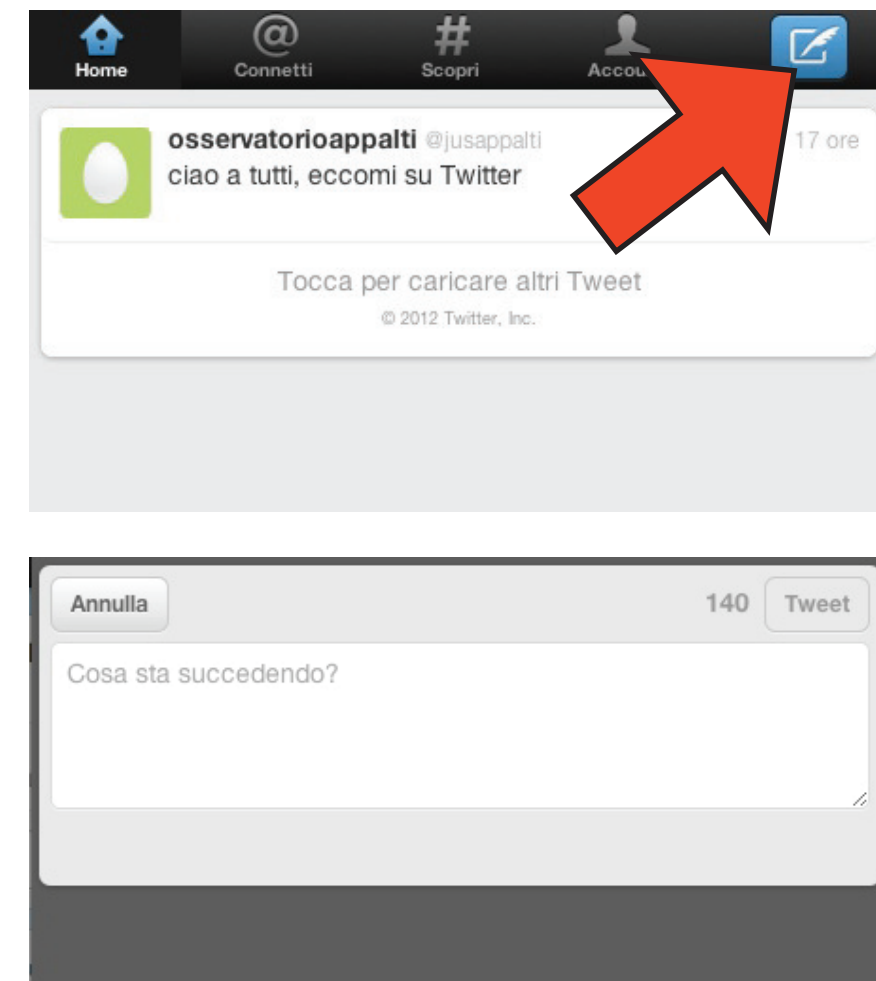 Home Connetti Scopri
osservatorioappalti @jusappalti 17 ore
ciao a tutti, eccomi su Twitter
Tocca per caricare altri Tweet
© 2012 Twitter, Inc.
Annulla 140 Tweet
Cosa sta succedendo?